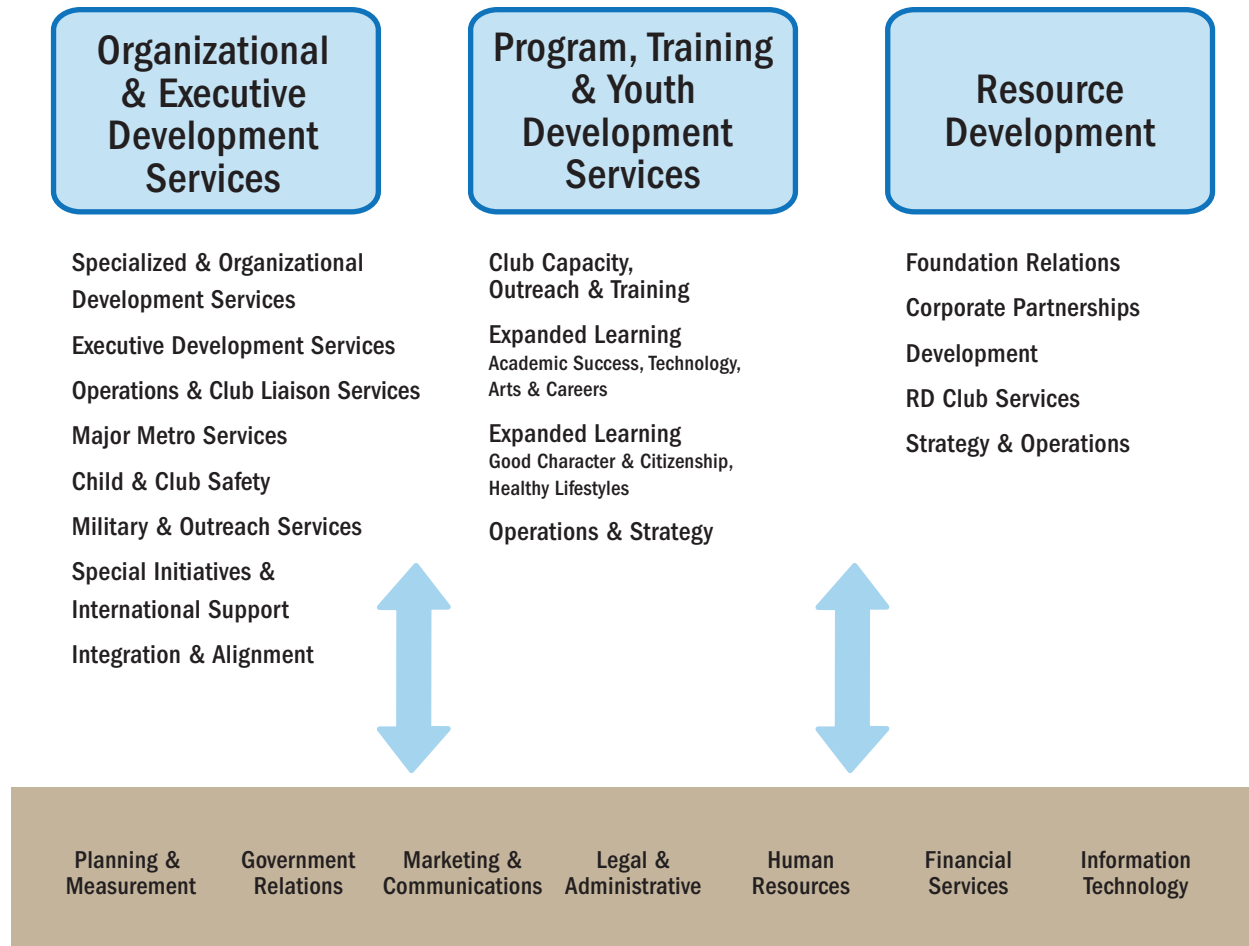 Organizational
& Executive
Development
Services
Program, Training
& Youth
Development
Services
Resource
Development
Specialized & Organizational
Development Services
Executive Development Services
Operations & Club Liaison Services
Major Metro Services
Child & Club Safety
Military & Outreach Services
Special Initiatives &
International Support
Integration & Alignment
Club Capacity,
Outreach & Training
Expanded Learning
Academic Success, Technology,
Arts & Careers
Expanded Learning
Good Character & Citizenship,
Healthy Lifestyles
Operations & Strategy
Foundation Relations
Corporate Partnerships
Development
RD Club Services
Strategy & Operations
Planning &
Measurement
Government
Relations
Marketing &
Communications
Legal &
Administrative
Human
Resources
Financial
Services
Information
Technology